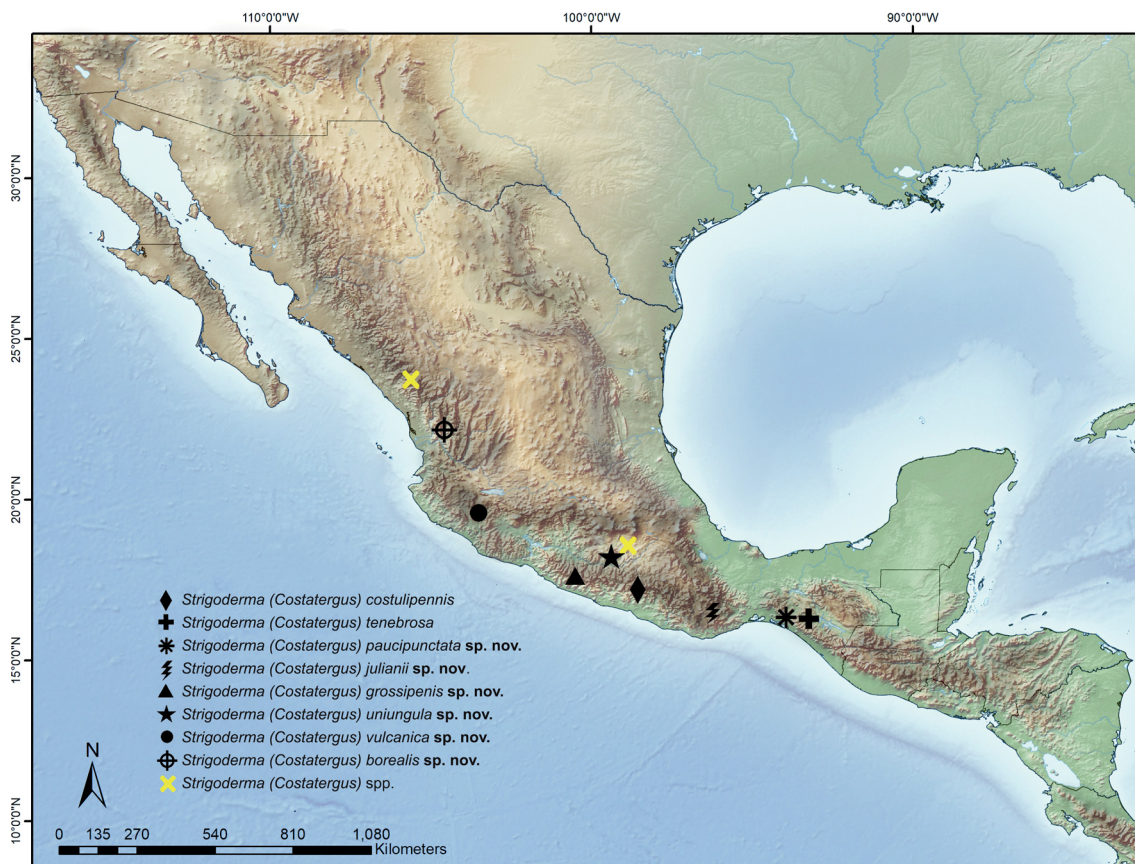 110°0'0"W
100°0'0"W
90°0'0"W
30°0'0"N
25°0'0"N
20°0'0"N
15°0'0"N
10°0'0"N
Strigoderma (Costatergus) costulipennis
Strigoderma (Costatergus) tenebrosa
Strigoderma (Costatergus) paucipunctata sp. nov.
Strigoderma (Costatergus) julianii sp. nov.
Strigoderma (Costatergus) grossipenis sp. nov.
Strigoderma (Costatergus) uniungula sp. nov.
Strigoderma (Costatergus) vulcanica sp. nov.
Strigoderma (Costatergus) borealis sp. nov.
Strigoderma (Costatergus) spp.
N
0 135 270 540 810 1,080
Kilometers